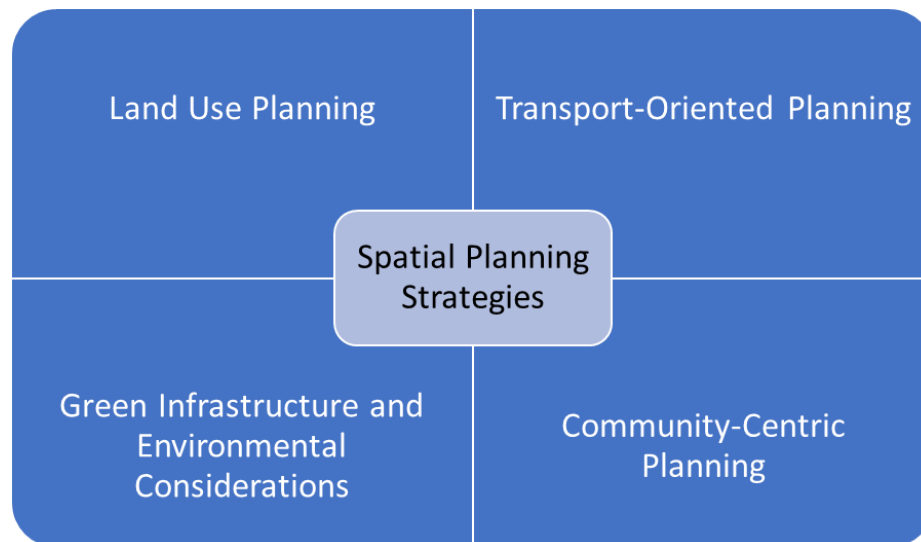 Land Use Planning
Transport-Oriented Planning
Spatial Planning
Strategies
Green Infrastructure and
Environmental
Considerations
Community-Centric
Planning